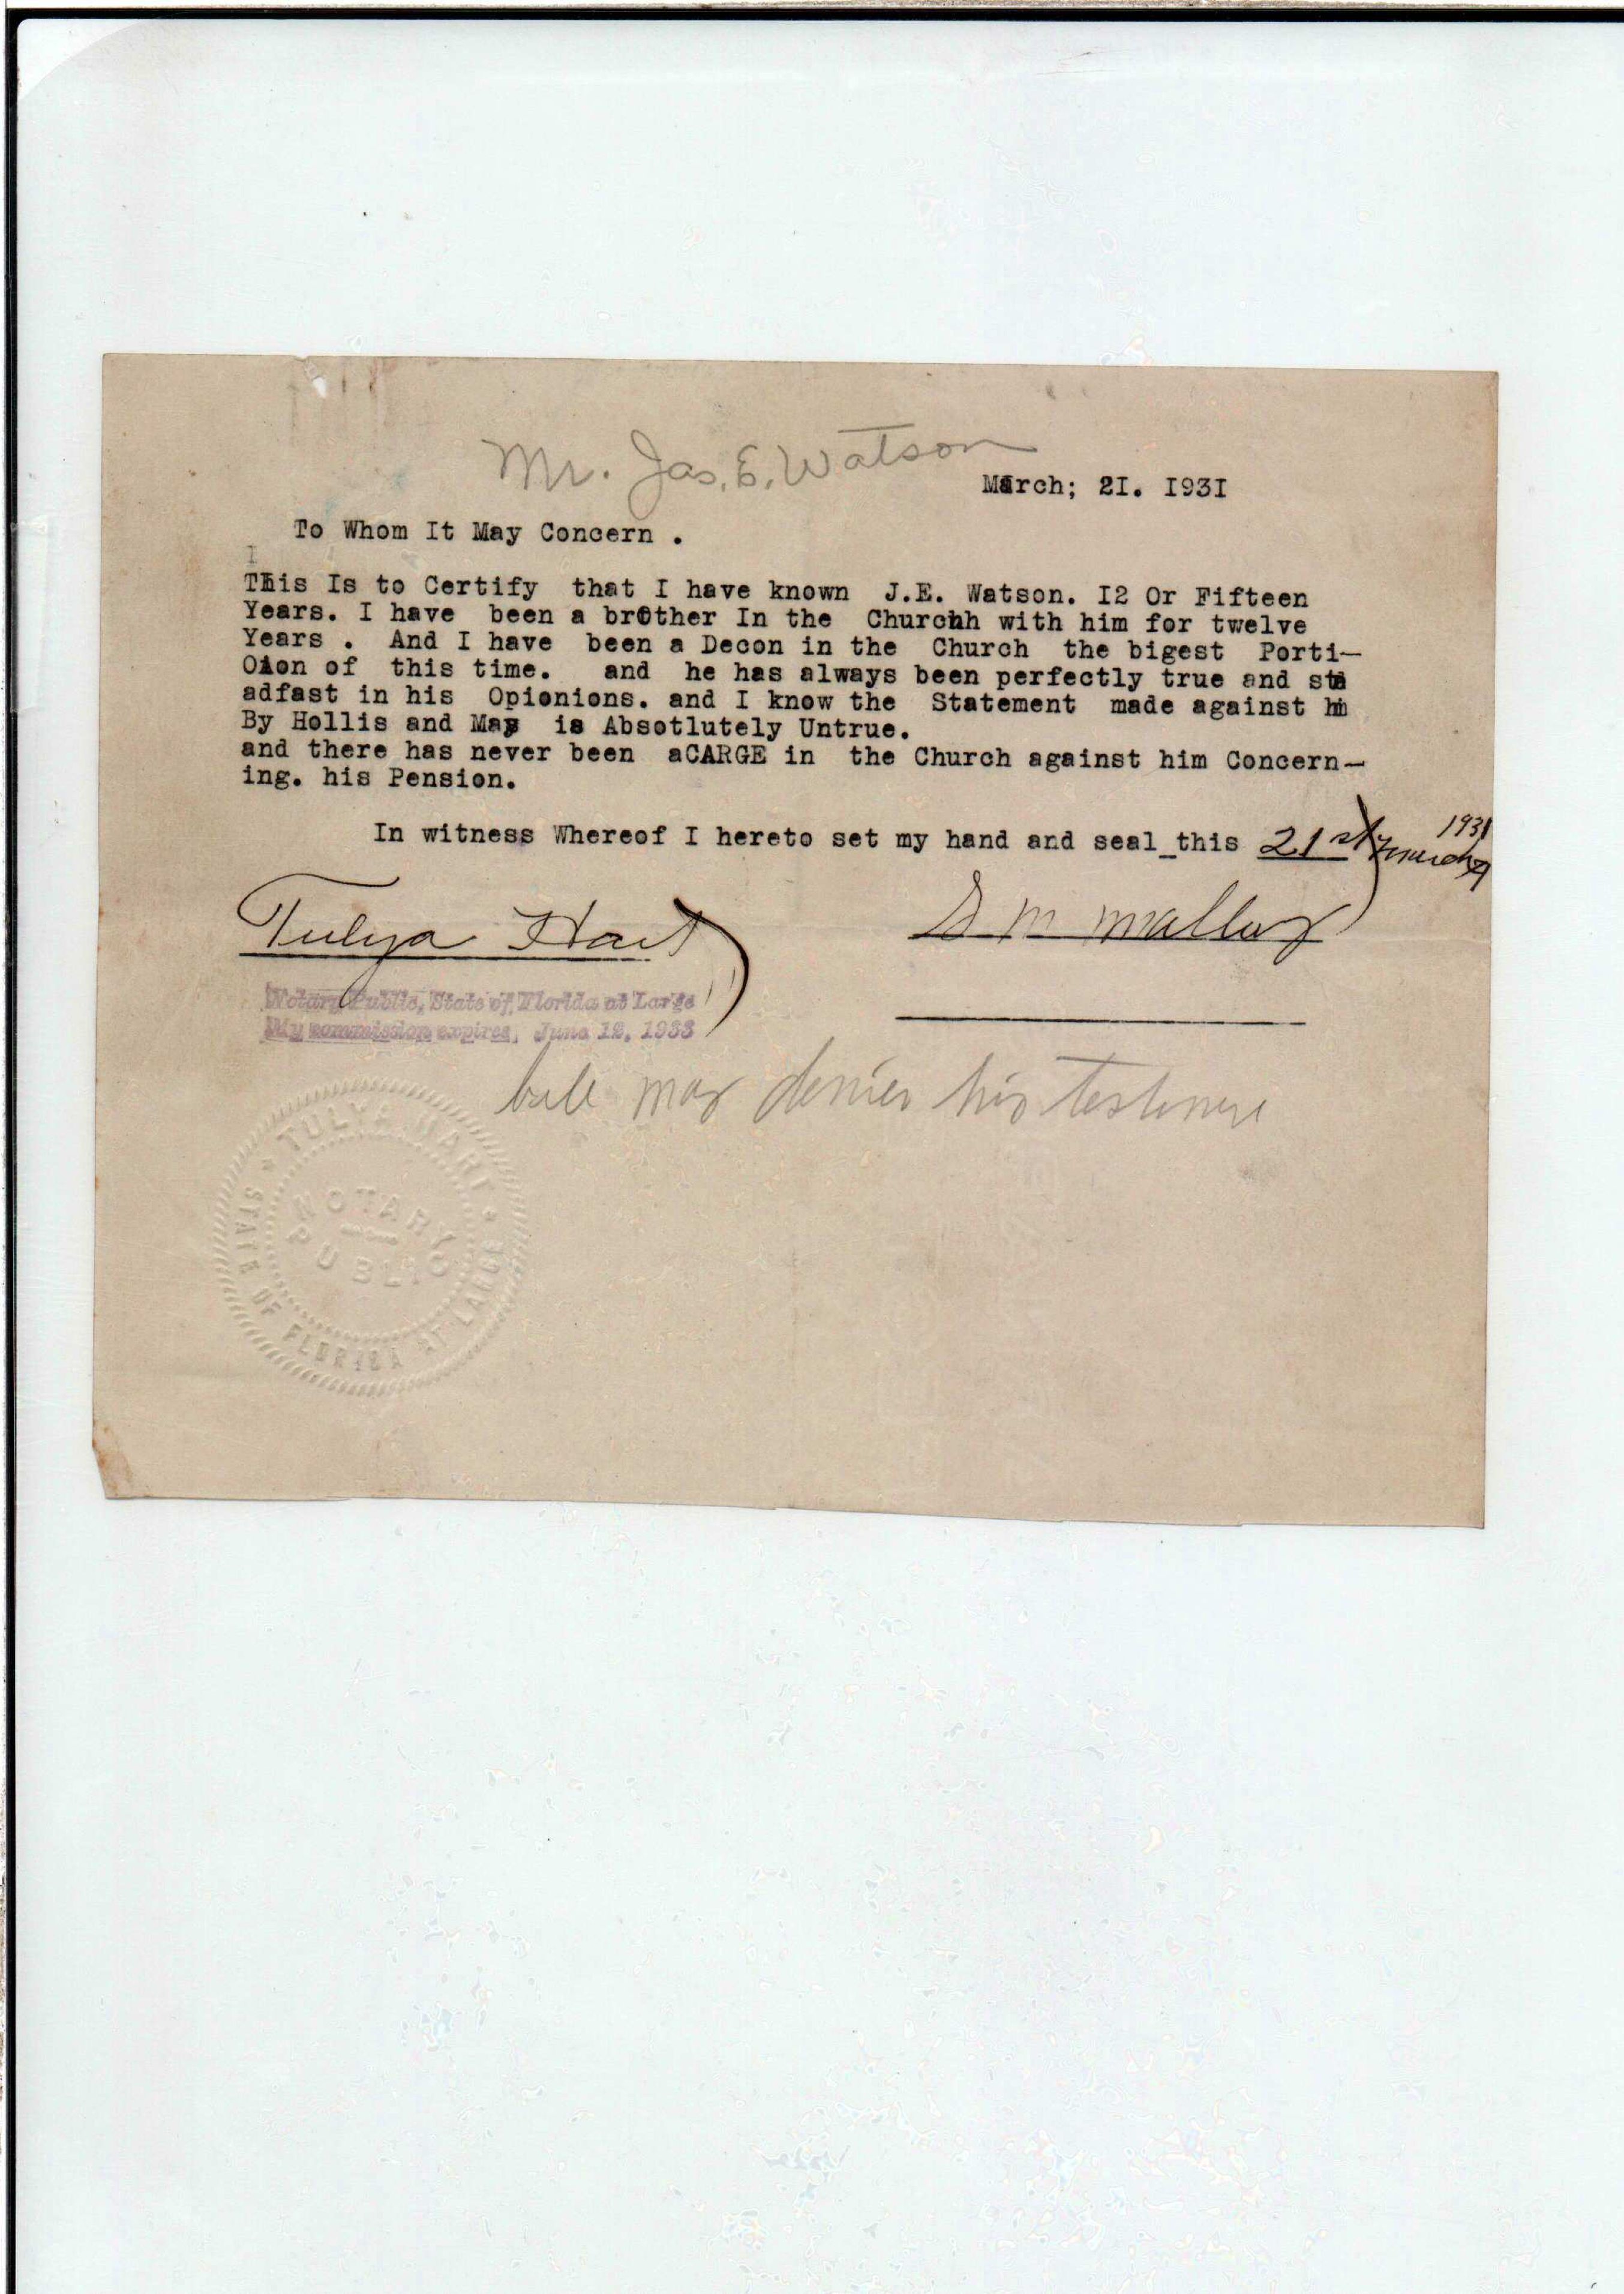 Mr. Jas. E. Watson
March; 2I. I93I
To Whom It May Concern .
I
This Is to Certify that I have known J.E. Watson. I2 Or Fifteen
Years. I have been a brother In the Churchh with him for twelve
Years . And I have been a Decon in the Church the bigest Porti-
Oion of this time. and he has always been perfectly true and sta
adfast in his Opionions. and I know the Statement made against him
By Hollis and May is Absotlutely Untrue.
and there has never been aCARGE in the Church against him Concern-
ing. his Pension.
In witness Whereof I hereto set my hand and seal_this 21st March 1931
Tulya Hart
S M Malloy
Notary Public, State of Florida at Large
My commission expires, June 12, 1933
bill may denies his
TULYA HART
NOTARY
PUBLIC
STATE OF FLORIDA AT LARGE